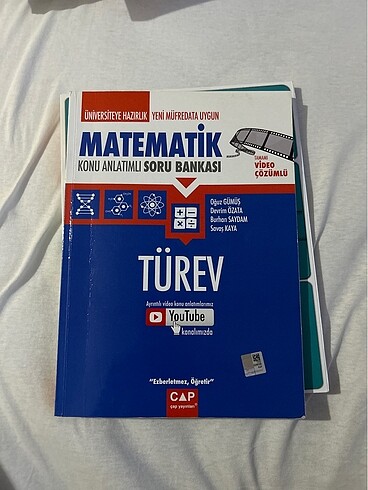 ÜNİVERSİTEYE HAZIRLIK YENİ MÜFREDATA UYGUN
MATEMATİK
KONU ANLATIMLI SORU BANKASI
TAMAMI
VİDEO
ÇÖZÜMLÜ
Oğuz GÜMÜŞ
Devrim ÖZATA
Burhan SAYDAM
Savaş KAYA
TÜREV
Ayrıntılı video konu anlatımlarımız
YouTube
kanalımızda
"Ezberletmez, Öğretir"
ÇAP
çap yayınları